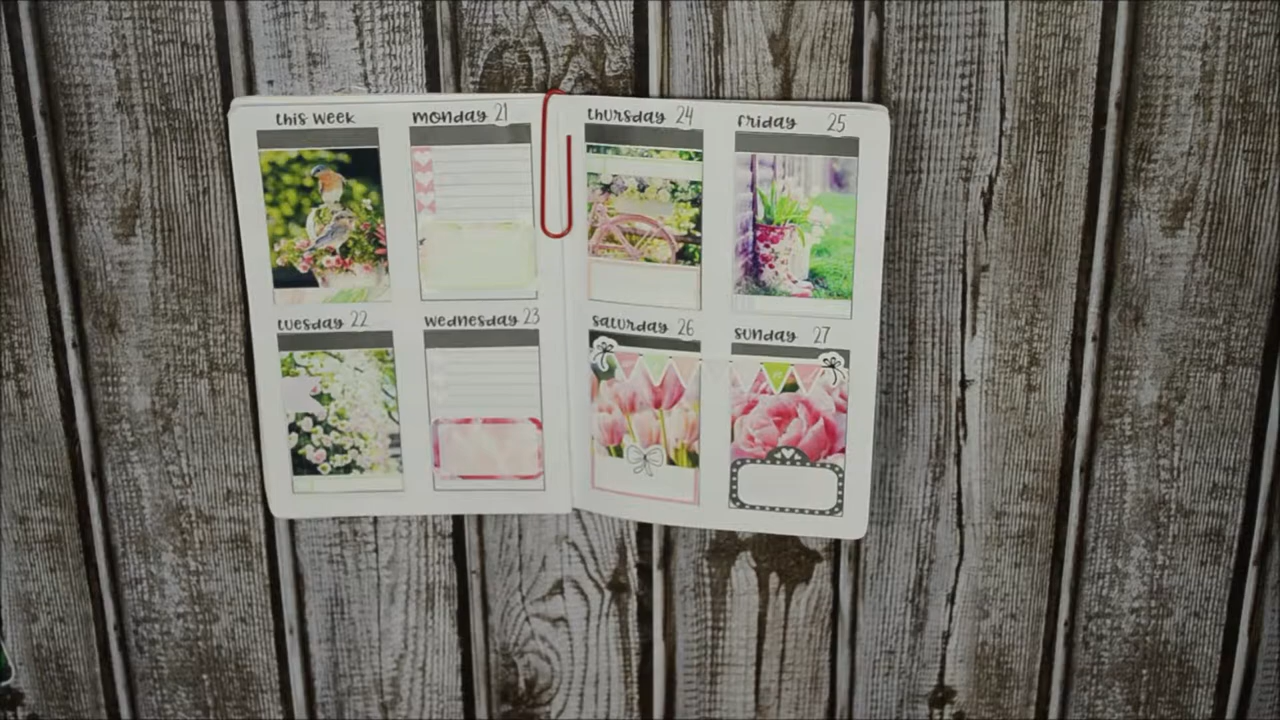 this week
monday 21
tuesday 22
wednesday 23
thursday 24
friday 25
saturday 26
sunday 27